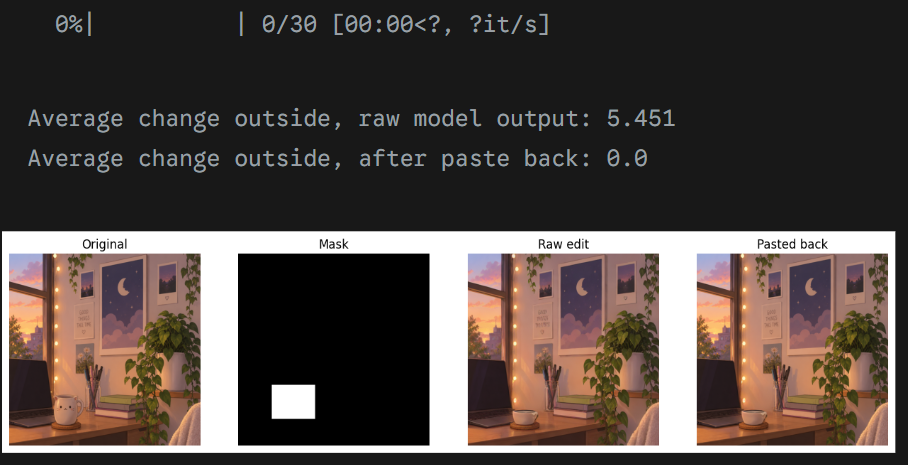 0%| | 0/30 [00:00<?, ?it/s]
Average change outside, raw model output: 5.451
Average change outside, after paste back: 0.0
Original Mask Raw edit Pasted back